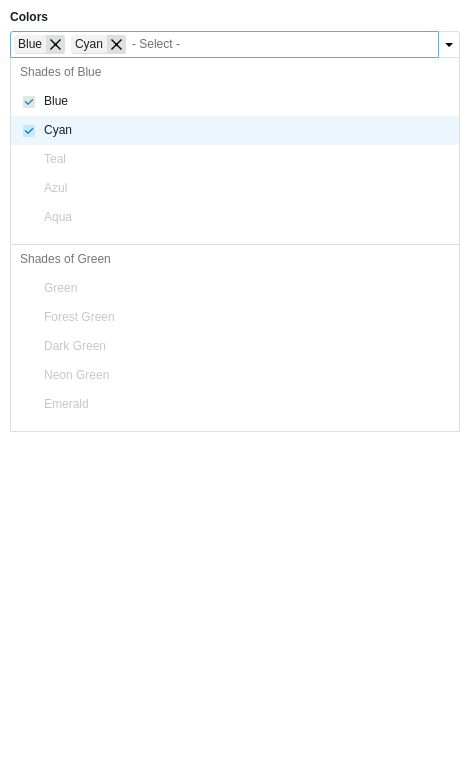 Colors
Blue Cyan - Select -
Shades of Blue
Blue
Cyan
Teal
Azul
Aqua
Shades of Green
Green
Forest Green
Dark Green
Neon Green
Emerald